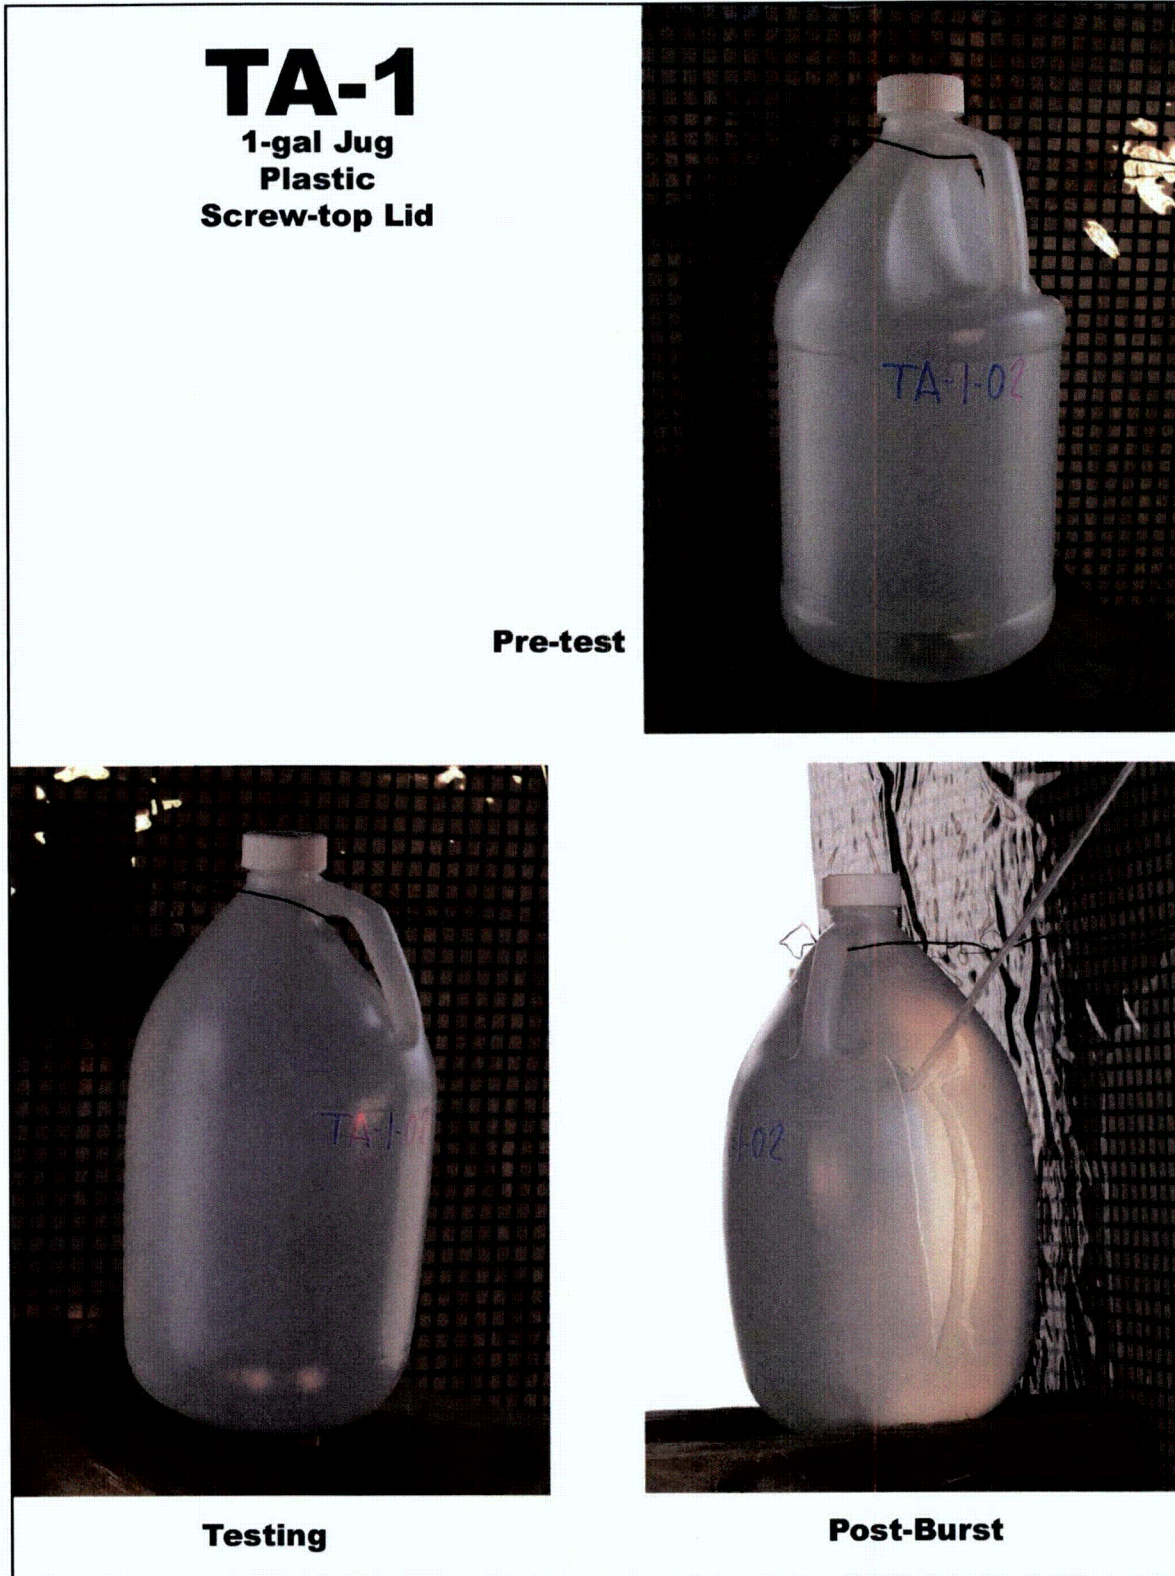 TA-1
1-gal Jug
Plastic
Screw-top Lid
TA-1-02
Pre-test
TA-1-02
1-02
Testing
Post-Burst